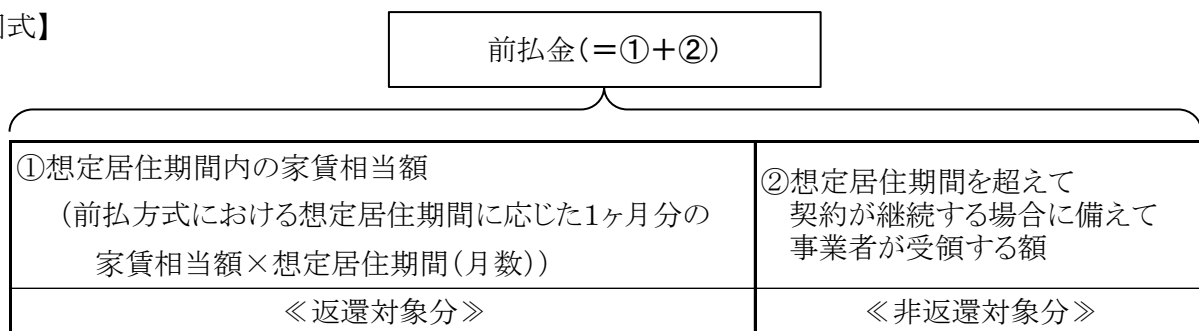 式】
前払金(=①+②)
①想定居住期間内の家賃相当額
(前払方式における想定居住期間に応じた1ヶ月分の
家賃相当額×想定居住期間(月数))
②想定居住期間を超えて
契約が継続する場合に備えて
事業者が受領する額
≪返還対象分≫
≪非返還対象分≫